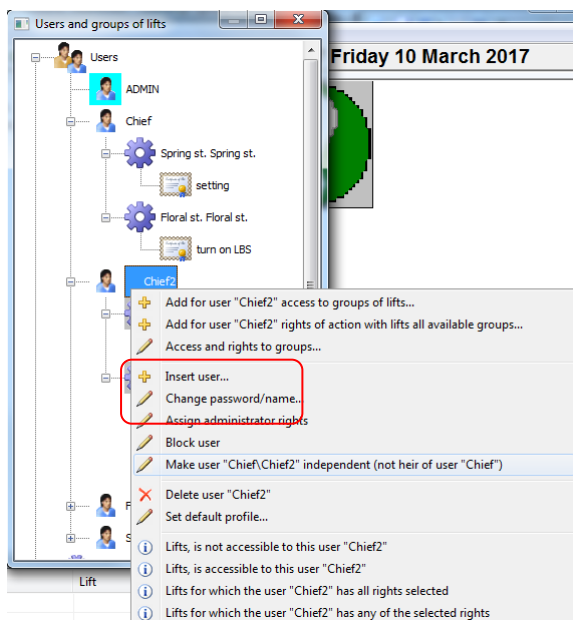 Users and groups of lifts
Friday 10 March 2017
Users
ADMIN
Chief
Spring st. Spring st.
setting
Floral st. Floral st.
turn on LBS
Chief2
Add for user "Chief2" access to groups of lifts...
Add for user "Chief2" rights of action with lifts all available groups...
Access and rights to groups...
Insert user...
Change password/name...
Assign administrator rights
Block user
Make user "Chief\Chief2" independent (not heir of user "Chief")
Delete user "Chief2"
F
Set default profile...
S
Lifts, is not accessible to this user "Chief2"
Lifts, is accessible to this user "Chief2"
Lift
Lifts for which the user "Chief2" has all rights selected
Lifts for which the user "Chief2" has any of the selected rights